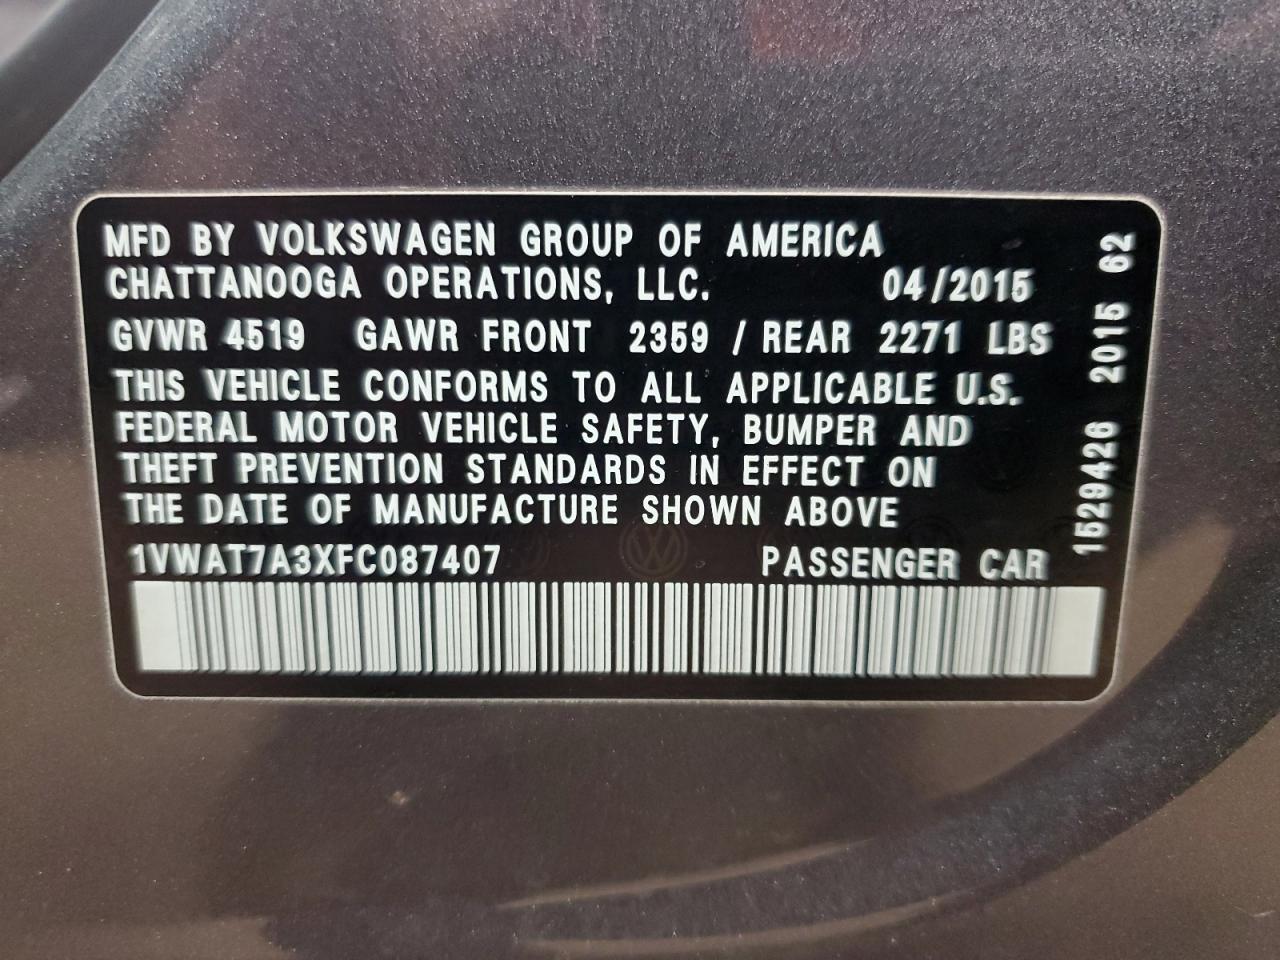 MFD BY VOLKSWAGEN GROUP OF AMERICA
CHATTANOOGA OPERATIONS, LLC. 04/2015
GVWR 4519 GAWR FRONT 2359 / REAR 2271 LBS
THIS VEHICLE CONFORMS TO ALL APPLICABLE U.S.
FEDERAL MOTOR VEHICLE SAFETY, BUMPER AND
THEFT PREVENTION STANDARDS IN EFFECT ON
THE DATE OF MANUFACTURE SHOWN ABOVE
1VWAT7A3XFC087407 PASSENGER CAR
1529426 2015 62